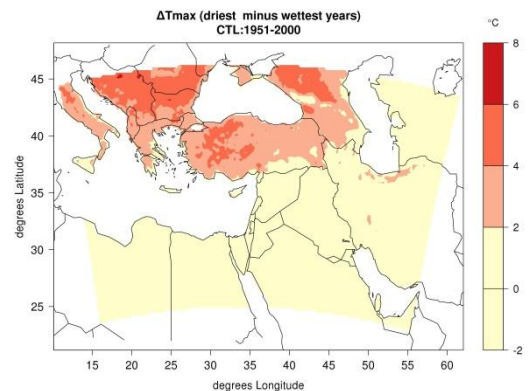 ΔTmax (driest minus wettest years)
CTL:1951-2000
°C
degrees Latitude
45
40
35
30
25
8
6
4
2
0
-2
15 20 25 30 35 40 45 50 55 60
degrees Longitude